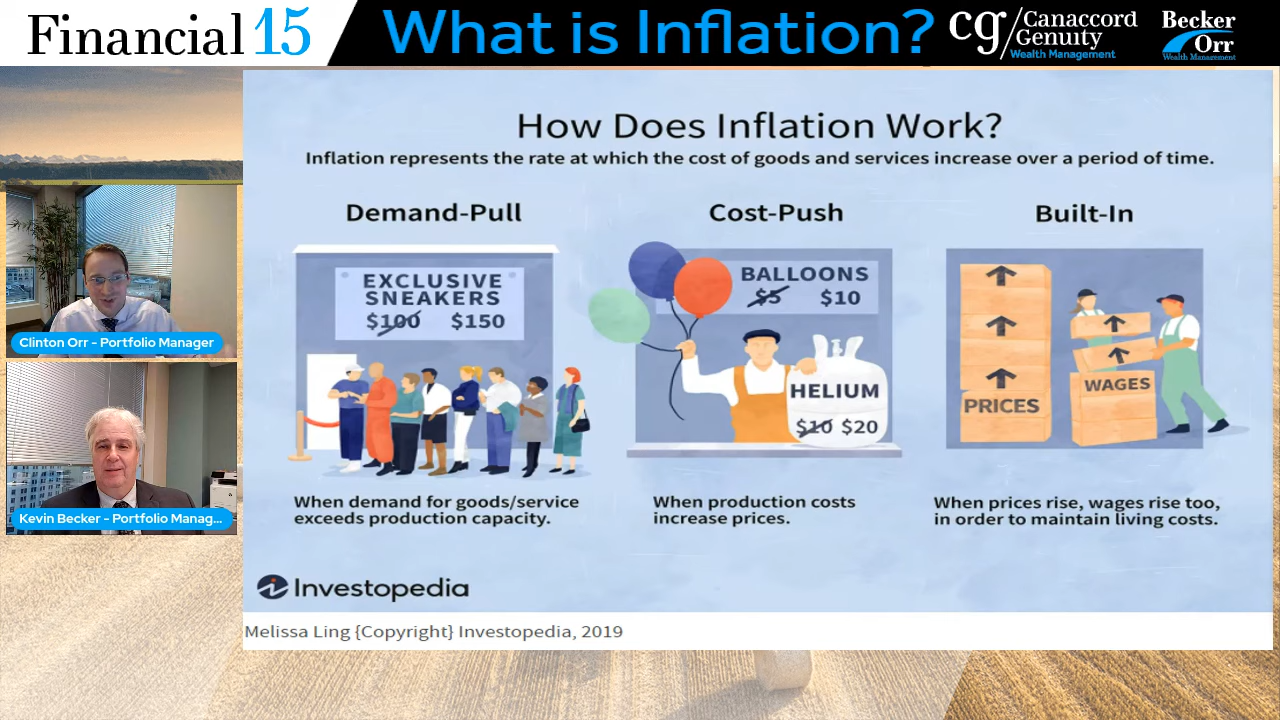 Financial 15
What is Inflation?
cg/Canaccord
Genuity
Wealth Management
Becker
Orr
Wealth Management
How Does Inflation Work?
Inflation represents the rate at which the cost of goods and services increase over a period of time.
Demand-Pull
EXCLUSIVE
SNEAKERS
$100 $150
When demand for goods/service
exceeds production capacity.
Cost-Push
BALLOONS
$5 $10
HELIUM
$10 $20
When production costs
increase prices.
Built-In
PRICES
WAGES
When prices rise, wages rise too,
in order to maintain living costs.
Investopedia
Melissa Ling {Copyright} Investopedia, 2019
Clinton Orr - Portfolio Manager
Kevin Becker - Portfolio Manag...